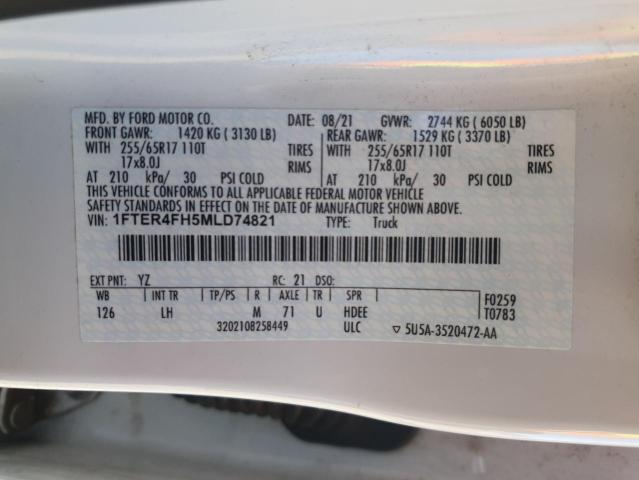 MFD. BY FORD MOTOR CO. DATE: 08/21 GVWR: 2744 KG ( 6050 LB)
FRONT GAWR: 1420 KG ( 3130 LB) REAR GAWR: 1529 KG ( 3370 LB)
WITH 255/65R17 110T TIRES WITH 255/65R17 110T TIRES
17x8.0J RIMS 17x8.0J RIMS
AT 210 kPa/ 30 PSI COLD AT 210 kPa/ 30 PSI COLD
THIS VEHICLE CONFORMS TO ALL APPLICABLE FEDERAL MOTOR VEHICLE
SAFETY STANDARDS IN EFFECT ON THE DATE OF MANUFACTURE SHOWN ABOVE.
VIN: 1FTER4FH5MLD74821 TYPE: Truck
EXT PNT: YZ RC: 21 DSO:
WB INT TR TP/PS R AXLE TR SPR F0259
126 LH M 71 U HDEE T0783
3202108258449 ULC ▽ 5U5A-3520472-AA